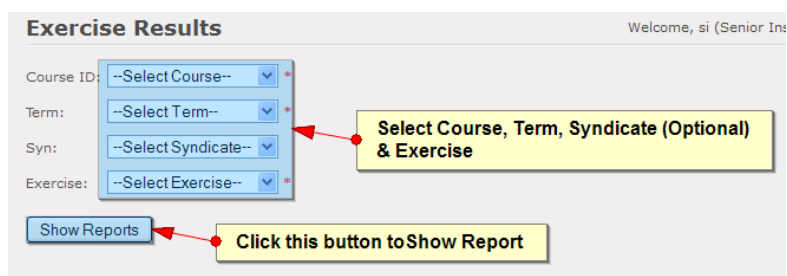 Exercise Results
Welcome, si (Senior Ins
Course ID: --Select Course-- *
Term: --Select Term-- *
Syn: --Select Syndicate--
Exercise: --Select Exercise-- *
Select Course, Term, Syndicate (Optional)
& Exercise
Show Reports
Click this button toShow Report